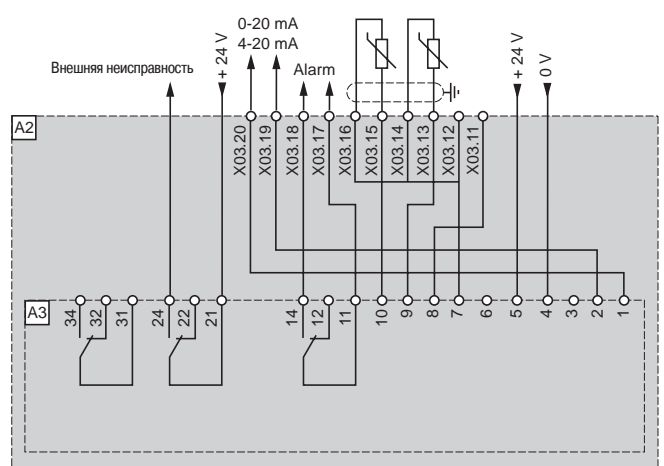 0-20 mA
4-20 mA
Внешняя неисправность
+ 24 V
Alarm
+ 24 V
0 V
A2
X03.20
X03.19
X03.18
X03.17
X03.16
X03.15
X03.14
X03.13
X03.12
X03.11
A3
34
32
31
24
22
21
14
12
11
10
9
8
7
6
5
4
3
2
1